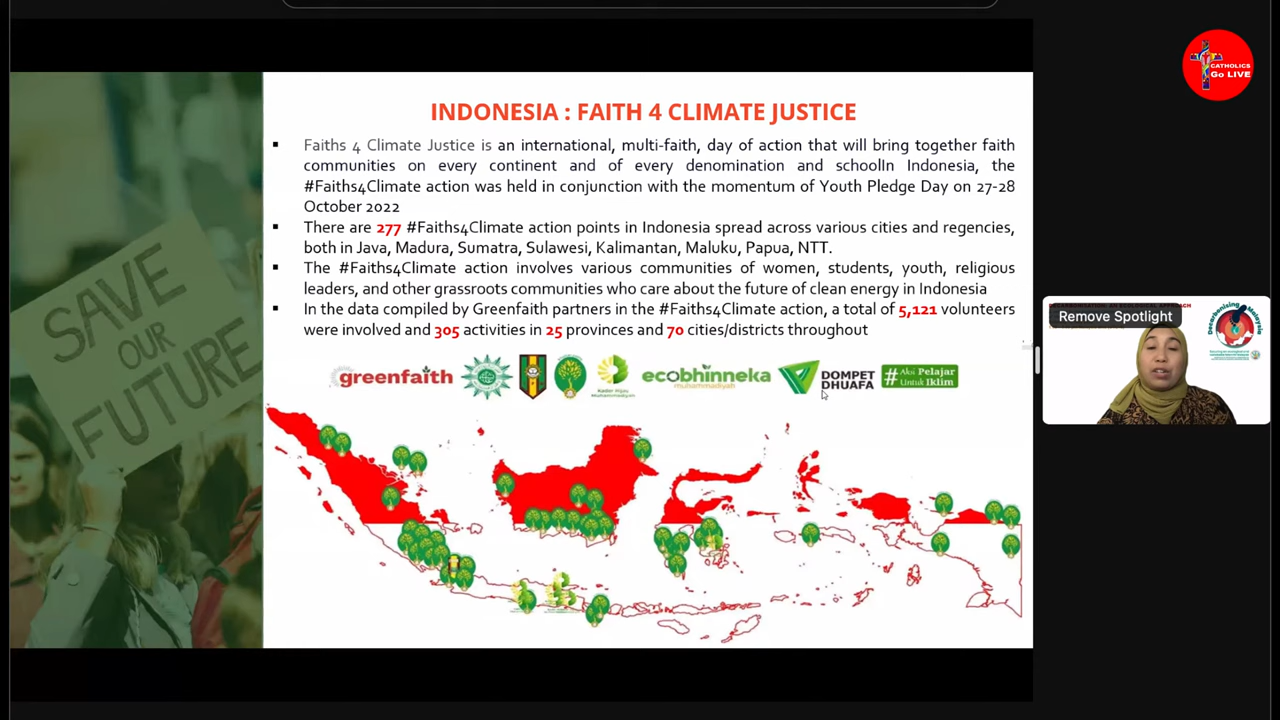 CATHOLICS
Go LIVE
INDONESIA : FAITH 4 CLIMATE JUSTICE
Faiths 4 Climate Justice is an international, multi-faith, day of action that will bring together faith
communities on every continent and of every denomination and schoolIn Indonesia, the
#Faiths4Climate action was held in conjunction with the momentum of Youth Pledge Day on 27-28
October 2022
There are 277 #Faiths4Climate action points in Indonesia spread across various cities and regencies,
both in Java, Madura, Sumatra, Sulawesi, Kalimantan, Maluku, Papua, NTT.
The #Faiths4Climate action involves various communities of women, students, youth, religious
leaders, and other grassroots communities who care about the future of clean energy in Indonesia
In the data compiled by Greenfaith partners in the #Faiths4Climate action, a total of 5,121 volunteers
were involved and 305 activities in 25 provinces and 70 cities/districts throughout
SAVE
OUR
FUTURE
greenfaith
Kader Hijau
Muhammadiyah
ecobhinneka
muhammadiyah
DOMPET
DHUAFA
# Aksi Pelajar
Untuk Iklim
Remove Spotlight
Decarbonising Malaysia